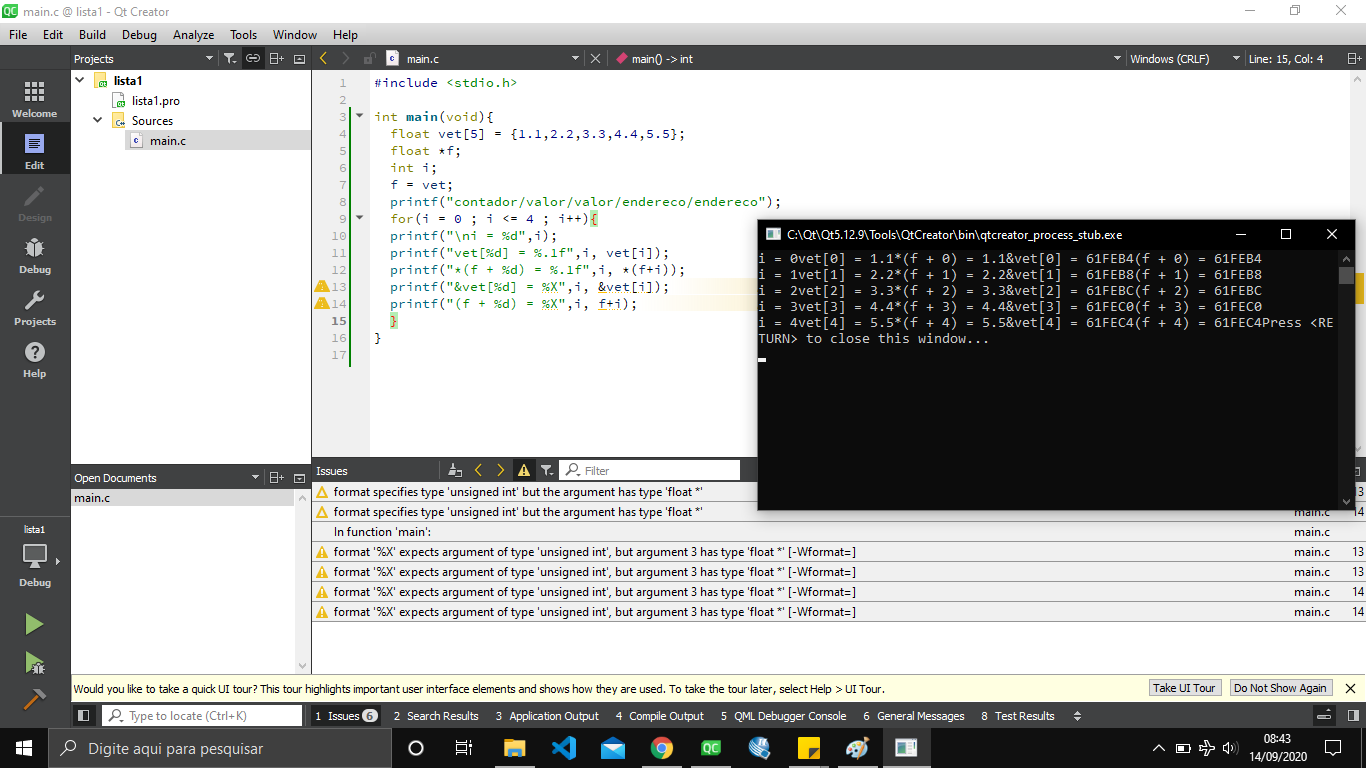 main.c @ lista1 - Qt Creator
File Edit Build Debug Analyze Tools Window Help
Projects
main.c
main() -> int
Windows (CRLF)
Line: 15, Col: 4
Welcome
Edit
Design
Debug
Projects
Help
lista1
lista1.pro
Sources
main.c
1 #include <stdio.h>
2
3 int main(void){
4 float vet[5] = {1.1,2.2,3.3,4.4,5.5};
5 float *f;
6 int i;
7 f = vet;
8 printf("contador/valor/valor/endereco/endereco");
9 for(i = 0 ; i <= 4 ; i++){
10 printf("\ni = %d",i);
11 printf("vet[%d] = %.1f",i, vet[i]);
12 printf("*(f + %d) = %.1f",i, *(f+i));
13 printf("&vet[%d] = %X",i, &vet[i]);
14 printf("(f + %d) = %X",i, f+i);
15 }
16 }
17
C:\Qt\Qt5.12.9\Tools\QtCreator\bin\qtcreator_process_stub.exe
i = 0vet[0] = 1.1*(f + 0) = 1.1&vet[0] = 61FEB4(f + 0) = 61FEB4
i = 1vet[1] = 2.2*(f + 1) = 2.2&vet[1] = 61FEB8(f + 1) = 61FEB8
i = 2vet[2] = 3.3*(f + 2) = 3.3&vet[2] = 61FEBC(f + 2) = 61FEBC
i = 3vet[3] = 4.4*(f + 3) = 4.4&vet[3] = 61FEC0(f + 3) = 61FEC0
i = 4vet[4] = 5.5*(f + 4) = 5.5&vet[4] = 61FEC4(f + 4) = 61FEC4Press <RE
TURN> to close this window...
Open Documents
main.c
lista1
Debug
Issues
Filter
format specifies type 'unsigned int' but the argument has type 'float *' 13
format specifies type 'unsigned int' but the argument has type 'float *' main.c 14
In function 'main': main.c
format '%X' expects argument of type 'unsigned int', but argument 3 has type 'float *' [-Wformat=] main.c 13
format '%X' expects argument of type 'unsigned int', but argument 3 has type 'float *' [-Wformat=] main.c 13
format '%X' expects argument of type 'unsigned int', but argument 3 has type 'float *' [-Wformat=] main.c 14
format '%X' expects argument of type 'unsigned int', but argument 3 has type 'float *' [-Wformat=] main.c 14
Would you like to take a quick UI tour? This tour highlights important user interface elements and shows how they are used. To take the tour later, select Help > UI Tour.
Take UI Tour
Do Not Show Again
Type to locate (Ctrl+K)
1 Issues 6
2 Search Results
3 Application Output
4 Compile Output
5 QML Debugger Console
6 General Messages
8 Test Results
Digite aqui para pesquisar
08:43
14/09/2020